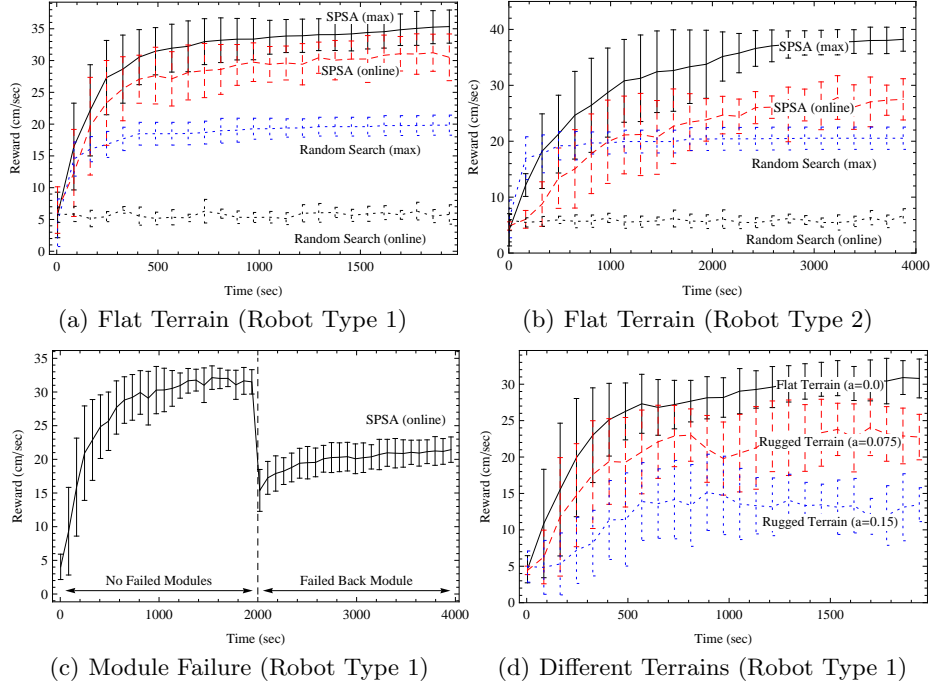 35
30
25
20
15
10
5
0
Reward (cm/sec)
SPSA (max)
SPSA (online)
Random Search (max)
Random Search (online)
0 500 1000 1500
Time (sec)
(a) Flat Terrain (Robot Type 1)
40
30
20
10
0
Reward (cm/sec)
SPSA (max)
SPSA (online)
Random Search (max)
Random Search (online)
0 1000 2000 3000 4000
Time (sec)
(b) Flat Terrain (Robot Type 2)
35
30
25
20
15
10
5
0
Reward (cm/sec)
SPSA (online)
No Failed Modules
Failed Back Module
0 1000 2000 3000 4000
Time (sec)
(c) Module Failure (Robot Type 1)
30
25
20
15
10
5
0
Reward (cm/sec)
Flat Terrain (a=0.0)
Rugged Terrain (a=0.075)
Rugged Terrain (a=0.15)
0 500 1000 1500
Time (sec)
(d) Different Terrains (Robot Type 1)